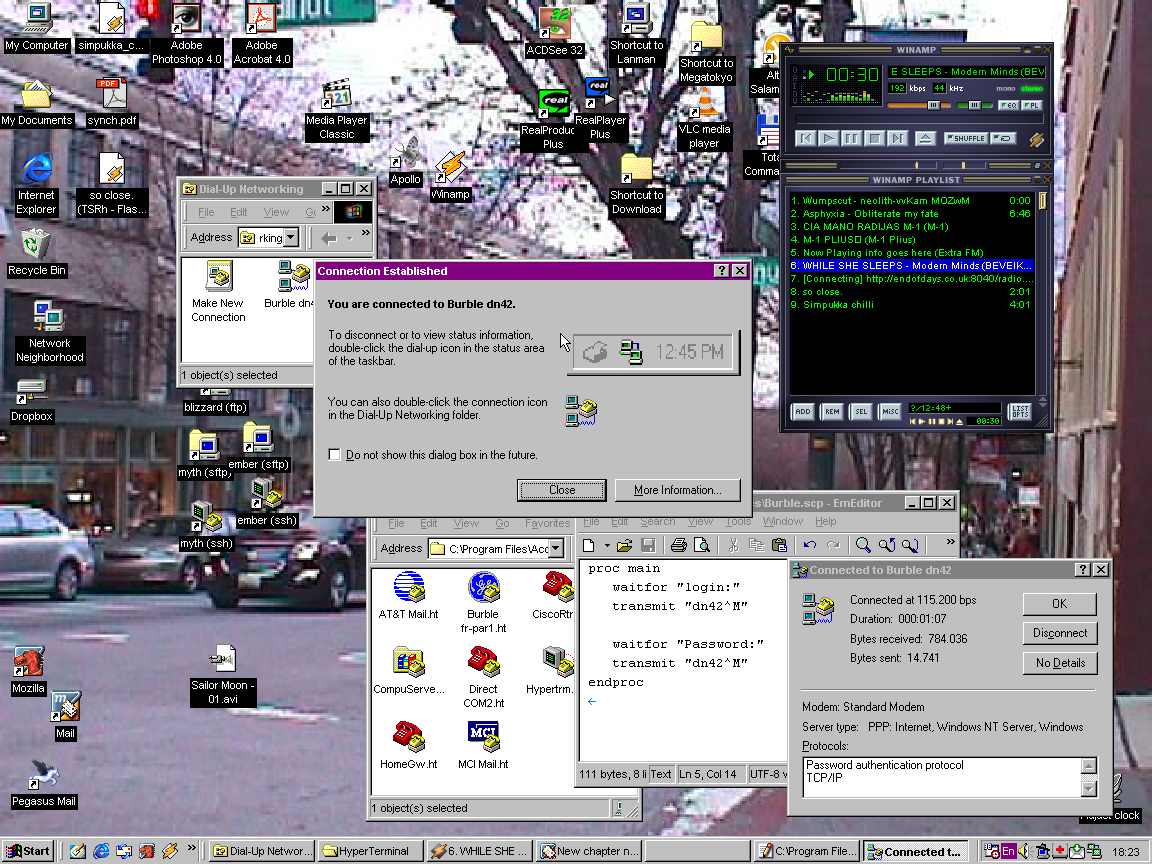 My Computer
simpukka_c...
Adobe
Photoshop 4.0
Adobe
Acrobat 4.0
My Documents
synch.pdf
Internet
Explorer
so close.
(TSRh - Flas...
Recycle Bin
Network
Neighborhood
Dropbox
Media Player
Classic
Apollo
Winamp
ACDSee 32
Shortcut to
Lanman
Shortcut to
Megatokyo
RealPlayer
Plus
VLC media
player
Shortcut to
Download
blizzard (ftp)
myth (sftp)
ember (sftp)
ember (ssh)
myth (ssh)
Mozilla
Mail
Pegasus Mail
Sailor Moon -
01.avi
Dial-Up Networking
File Edit View
Address rking
Make New
Connection
Burble dn4
1 object(s) selected
Connection Established
You are connected to Burble dn42.
To disconnect or to view status information,
double-click the dial-up icon in the status area
of the taskbar.
12:45 PM
You can also double-click the connection icon
in the Dial-Up Networking folder.
Do not show this dialog box in the future.
Close
More Information...
WINAMP
00:30
E SLEEPS - Modern Minds (BEV
192 kbps 44 kHz mono stereo
EQ PL
SHUFFLE
WINAMP PLAYLIST
1. Wumpscut - neolith-vvKam MOZwM 0:00
2. Asphyxia - Obliterate my fate 6:46
3. CIA MANO RADIJAS M-1 (M-1)
4. M-1 PLIUS (M-1 Plius)
5. Now Playing info goes here (Extra FM)
6. WHILE SHE SLEEPS - Modern Minds (BEVEIK...
7. [Connecting] http://endofdays.co.uk:8040/radio....
8. so close. 2:01
9. Simpukka chilli 4:01
ADD REM SEL MISC
?/12:48+
00:30
LIST
OPTS
File Edit View Go Favorites
Address C:\Program Files\Acc
AT&T Mail.ht
Burble
fr-par1.ht
CiscoRtr
CompuServe...
Direct
COM2.ht
Hypertrm.
HomeGw.ht
MCI Mail.ht
1 object(s) selected
s\Burble.scp - EmEditor
File Edit Search View Tools Window Help
proc main
waitfor "login:"
transmit "dn42^M"
waitfor "Password:"
transmit "dn42^M"
endproc
111 bytes, 8 li Text Ln 5, Col 14 UTF-8
Connected to Burble dn42
Connected at 115.200 bps
Duration: 000:01:07
Bytes received: 784.036
Bytes sent: 14.741
OK
Disconnect
No Details
Modem: Standard Modem
Server type: PPP: Internet, Windows NT Server, Windows
Protocols:
Password authentication protocol
TCP/IP
Start
Dial-Up Networ...
HyperTerminal
6. WHILE SHE ...
New chapter n...
C:\Program Files...
Connected t...
En
18:23